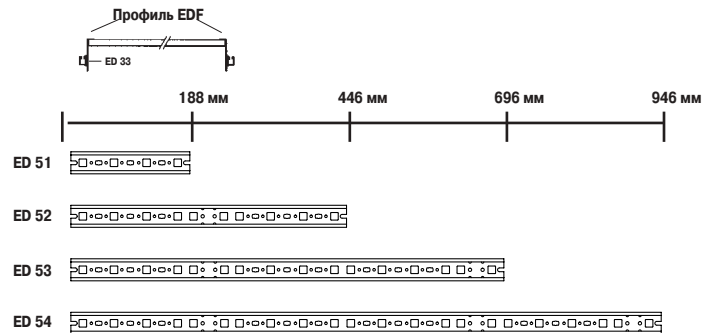 Профиль EDF
ED 33
188 мм 446 мм 696 мм 946 мм
ED 51
ED 52
ED 53
ED 54